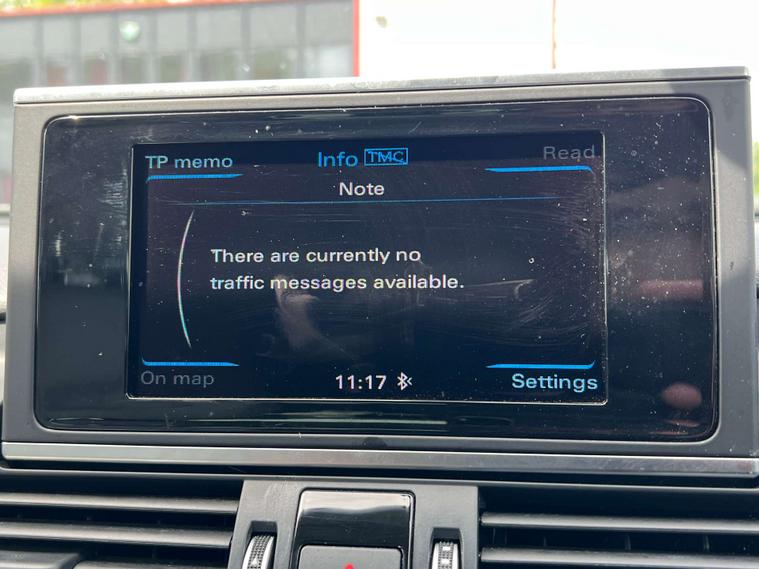 TP memo Info TMC Read
Note
There are currently no
traffic messages available.
On map 11:17 Settings